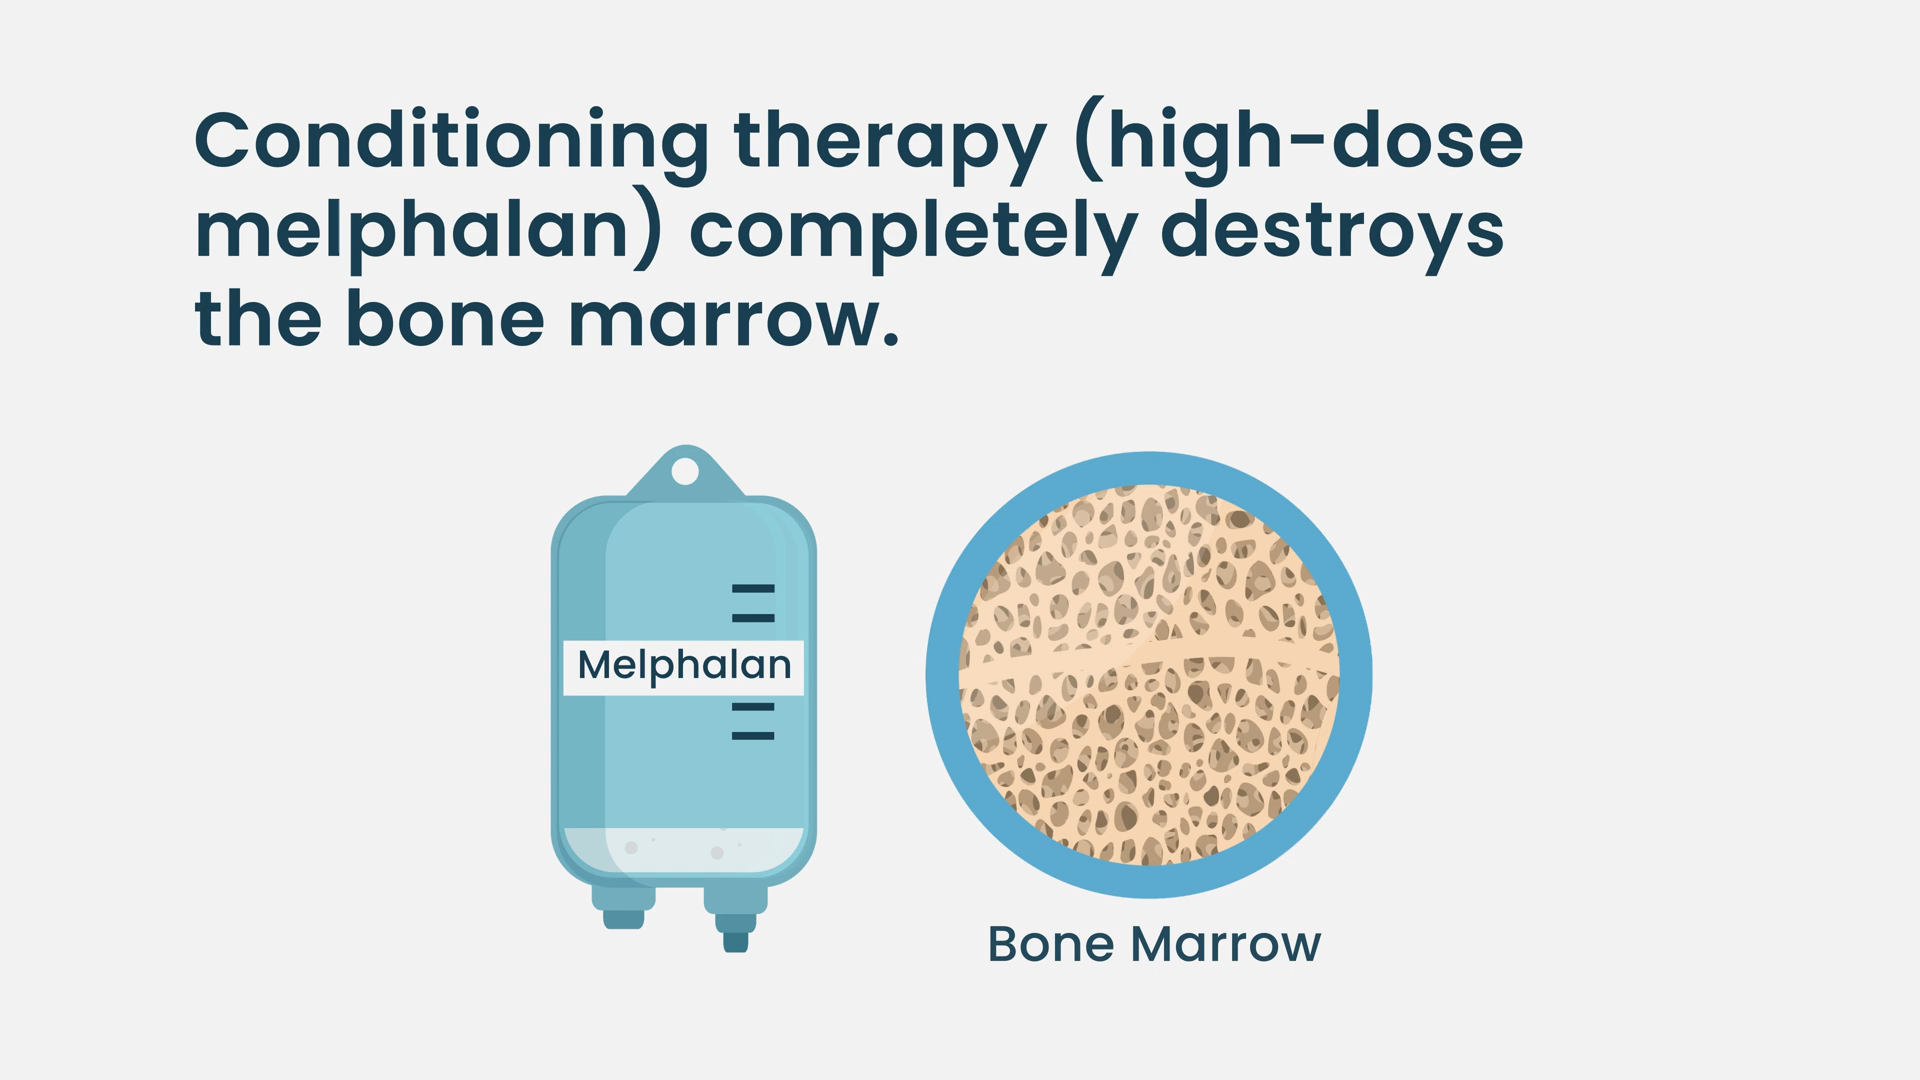 Conditioning therapy (high-dose
melphalan) completely destroys
the bone marrow.
Melphalan
Bone Marrow